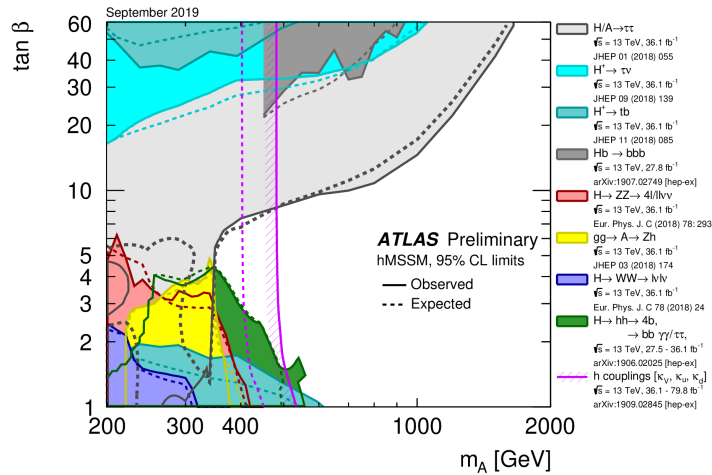 September 2019
tan β
60
50
40
30
20
10
5
4
3
2
1
200
300
400
1000
2000
m_A [GeV]
ATLAS Preliminary
hMSSM, 95% CL limits
Observed
Expected
H/A→ττ
√s = 13 TeV, 36.1 fb⁻¹
JHEP 01 (2018) 055
H⁺→ τν
√s = 13 TeV, 36.1 fb⁻¹
JHEP 09 (2018) 139
H⁺→ tb
√s = 13 TeV, 36.1 fb⁻¹
JHEP 11 (2018) 085
Hb → bbb
√s = 13 TeV, 27.8 fb⁻¹
arXiv:1907.02749 [hep-ex]
H→ ZZ→ 4l/llνν
√s = 13 TeV, 36.1 fb⁻¹
Eur. Phys. J. C (2018) 78: 293
gg→ A→ Zh
√s = 13 TeV, 36.1 fb⁻¹
JHEP 03 (2018) 174
H→ WW→ lνlν
√s = 13 TeV, 36.1 fb⁻¹
Eur. Phys. J. C 78 (2018) 24
H→ hh→ 4b,
→ bb γγ/ττ,
√s = 13 TeV, 27.5 - 36.1 fb⁻¹
arXiv:1906.02025 [hep-ex]
h couplings [κ_V, κ_u, κ_d]
√s = 13 TeV, 36.1 - 79.8 fb⁻¹
arXiv:1909.02845 [hep-ex]